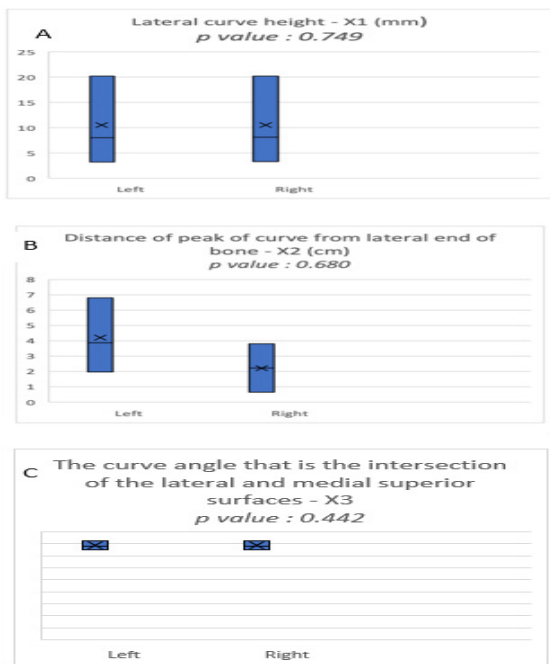 A
Lateral curve height - X1 (mm)
p value : 0.749
25
20
15
10
5
0
Left Right
B
Distance of peak of curve from lateral end of
bone - X2 (cm)
p value : 0.680
8
7
6
5
4
3
2
1
0
Left Right
C
The curve angle that is the intersection
of the lateral and medial superior
surfaces - X3
p value : 0.442
Left Right